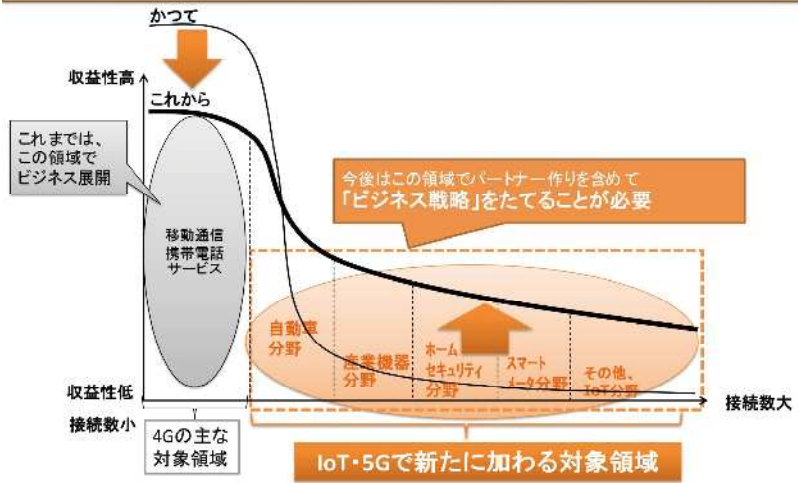 かつて
収益性高
これから
これまでは、
この領域で
ビジネス展開
今後はこの領域でパートナー作りを含めて
「ビジネス戦略」をたてることが必要
移動通信
携帯電話
サービス
自動車
分野
産業機器
分野
ホーム
セキュリティ
分野
スマート
メータ分野
その他、
IoT分野
収益性低
接続数小
接続数大
4Gの主な
対象領域
IoT・5Gで新たに加わる対象領域